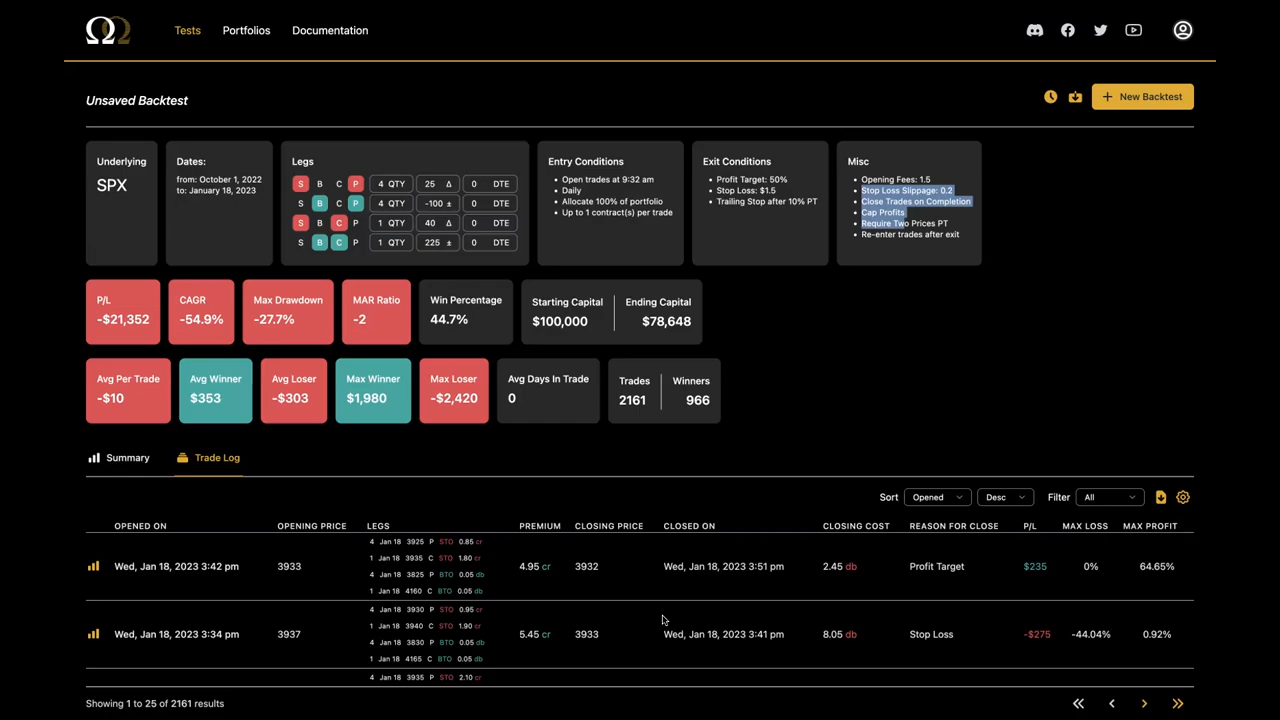 ΩΩ Tests Portfolios Documentation
Unsaved Backtest
+ New Backtest
Underlying
SPX
Dates:
from: October 1, 2022
to: January 18, 2023
Legs
S B C P 4 QTY 25 Δ 0 DTE
S B C P 4 QTY -100 ± 0 DTE
S B C P 1 QTY 40 Δ 0 DTE
S B C P 1 QTY 225 ± 0 DTE
Entry Conditions
• Open trades at 9:32 am
• Daily
• Allocate 100% of portfolio
• Up to 1 contract(s) per trade
Exit Conditions
• Profit Target: 50%
• Stop Loss: $1.5
• Trailing Stop after 10% PT
Misc
• Opening Fees: 1.5
• Stop Loss Slippage: 0.2
• Close Trades on Completion
• Cap Profits
• Require Two Prices PT
• Re-enter trades after exit
P/L
-$21,352
CAGR
-54.9%
Max Drawdown
-27.7%
MAR Ratio
-2
Win Percentage
44.7%
Starting Capital
$100,000
Ending Capital
$78,648
Avg Per Trade
-$10
Avg Winner
$353
Avg Loser
-$303
Max Winner
$1,980
Max Loser
-$2,420
Avg Days In Trade
0
Trades
2161
Winners
966
Summary Trade Log
Sort Opened Desc Filter All
OPENED ON OPENING PRICE LEGS PREMIUM CLOSING PRICE CLOSED ON CLOSING COST REASON FOR CLOSE P/L MAX LOSS MAX PROFIT
4 Jan 18 3925 P STO 0.85 cr
1 Jan 18 3935 C STO 1.80 cr
Wed, Jan 18, 2023 3:42 pm 3933 4.95 cr 3932 Wed, Jan 18, 2023 3:51 pm 2.45 db Profit Target $235 0% 64.65%
4 Jan 18 3825 P BTO 0.05 db
1 Jan 18 4160 C BTO 0.05 db
4 Jan 18 3930 P STO 0.95 cr
1 Jan 18 3940 C STO 1.90 cr
Wed, Jan 18, 2023 3:34 pm 3937 5.45 cr 3933 Wed, Jan 18, 2023 3:41 pm 8.05 db Stop Loss -$275 -44.04% 0.92%
4 Jan 18 3830 P BTO 0.05 db
1 Jan 18 4165 C BTO 0.05 db
4 Jan 18 3935 P STO 2.10 cr
Showing 1 to 25 of 2161 results